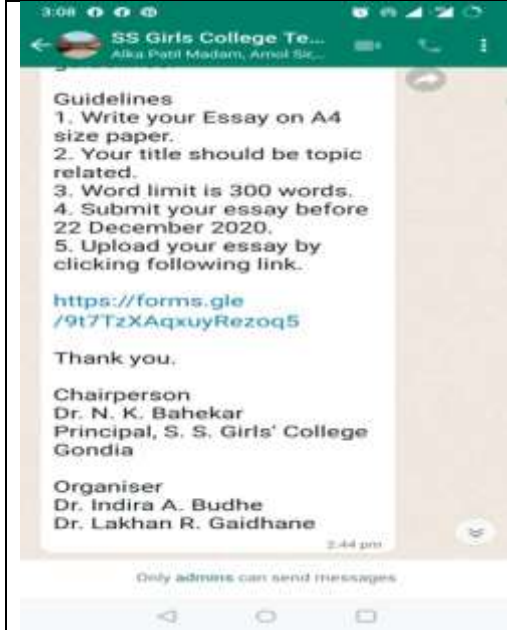 3:08
SS Girls College Te...
Alka Patil Madam, Amol Sir,...
Guidelines
1. Write your Essay on A4
size paper.
2. Your title should be topic
related.
3. Word limit is 300 words.
4. Submit your essay before
22 December 2020.
5. Upload your essay by
clicking following link.
https://forms.gle
/9t7TzXAqxuyRezoq5
Thank you.
Chairperson
Dr. N. K. Bahekar
Principal, S. S. Girls' College
Gondia
Organiser
Dr. Indira A. Budhe
Dr. Lakhan R. Gaidhane
2:44 pm
Only admins can send messages